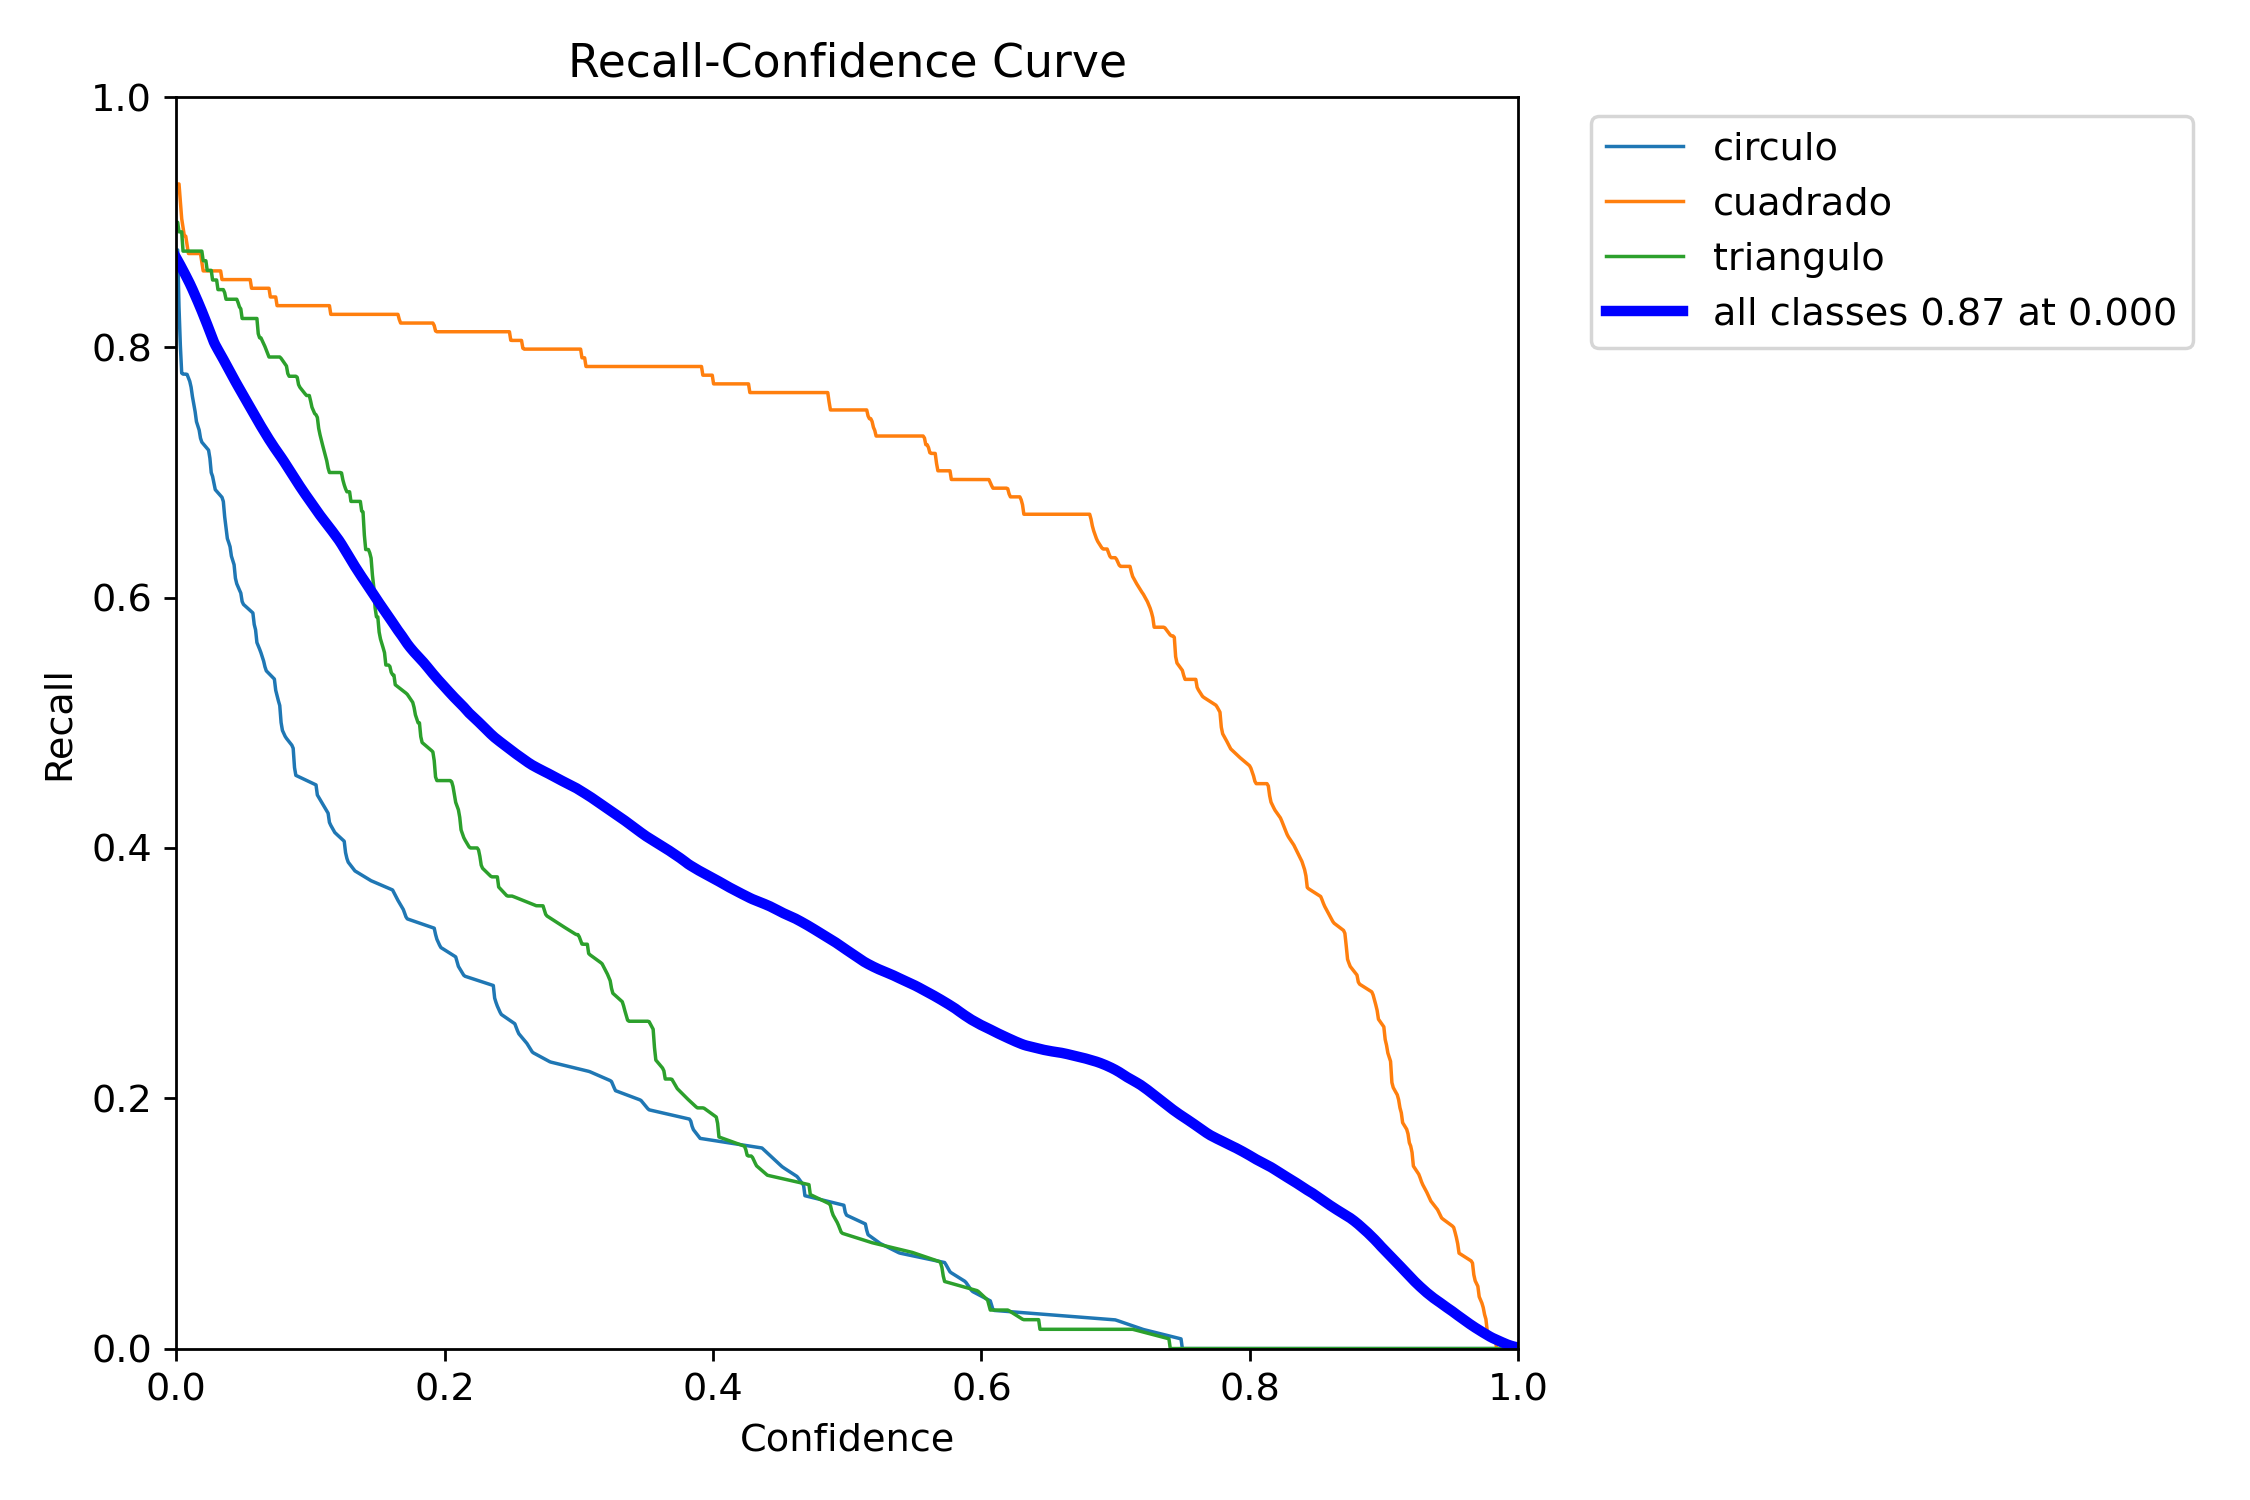 Recall-Confidence Curve
1.0
0.8
0.6
0.4
0.2
0.0
Recall
0.0 0.2 0.4 0.6 0.8 1.0
Confidence
circulo
cuadrado
triangulo
all classes 0.87 at 0.000